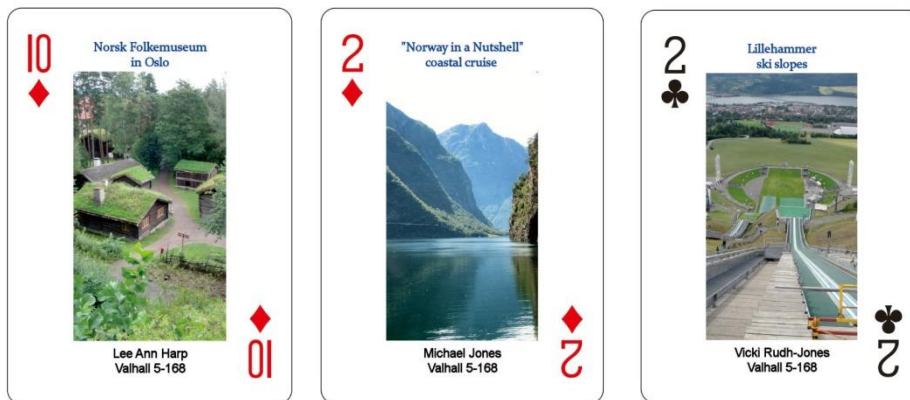 10
Norsk Folkemuseum
in Oslo
Lee Ann Harp
Valhall 5-168
10
2
"Norway in a Nutshell"
coastal cruise
Michael Jones
Valhall 5-168
2
2
Lillehammer
ski slopes
Vicki Rudh-Jones
Valhall 5-168
2